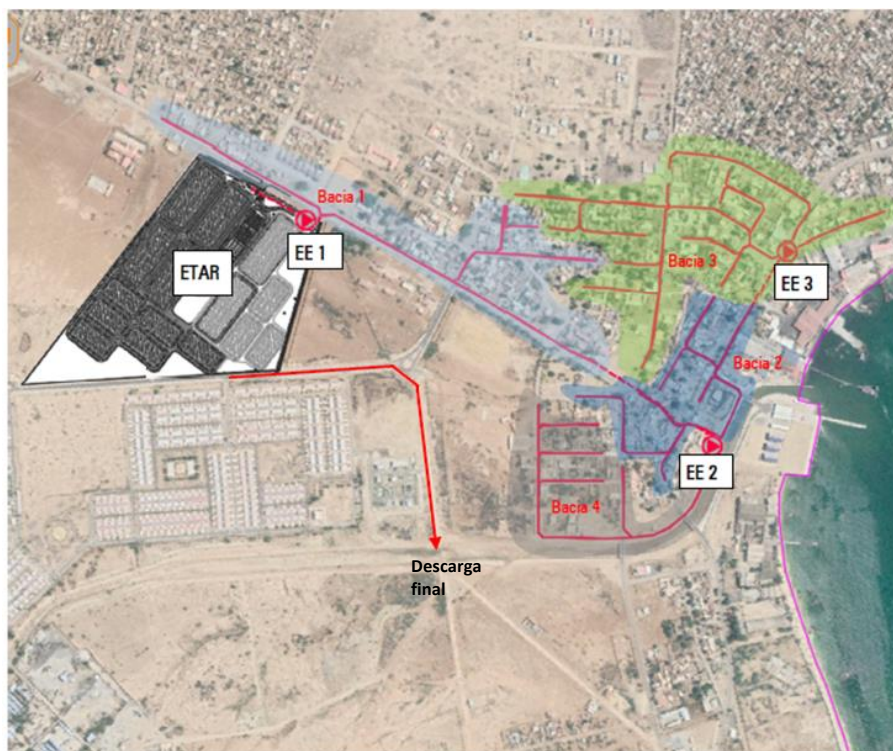 Bacia 1
EE 1
ETAR
Bacia 3
EE 3
Bacia 2
EE 2
Bacia 4
Descarga
final